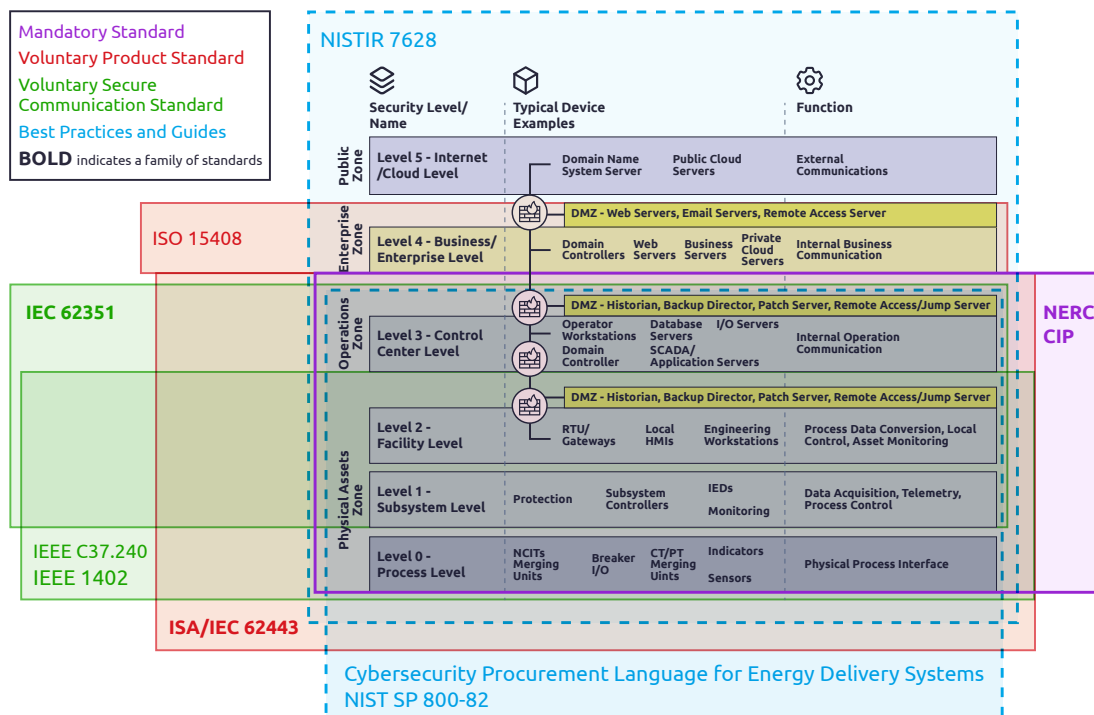 Mandatory Standard
Voluntary Product Standard
Voluntary Secure
Communication Standard
Best Practices and Guides
BOLD indicates a family of standards
NISTIR 7628
Security Level/
Name
Typical Device
Examples
Function
Public
Zone
Level 5 - Internet
/Cloud Level
Domain Name
System Server
Public Cloud
Servers
External
Communications
ISO 15408
Enterprise
Zone
DMZ - Web Servers, Email Servers, Remote Access Server
Level 4 - Business/
Enterprise Level
Domain
Controllers
Web
Servers
Business
Servers
Private
Cloud
Servers
Internal Business
Communication
IEC 62351
NERC
CIP
Operations
Zone
DMZ - Historian, Backup Director, Patch Server, Remote Access/Jump Server
Level 3 - Control
Center Level
Operator
Workstations
Database
Servers
I/O Servers
Domain
Controller
SCADA/
Application Servers
Internal Operation
Communication
Physical Assets
Zone
DMZ - Historian, Backup Director, Patch Server, Remote Access/Jump Server
Level 2 -
Facility Level
RTU/
Gateways
Local
HMIs
Engineering
Workstations
Process Data Conversion, Local
Control, Asset Monitoring
Level 1 -
Subsystem Level
Protection
Subsystem
Controllers
IEDs
Monitoring
Data Acquisition, Telemetry,
Process Control
IEEE C37.240
IEEE 1402
Level 0 -
Process Level
NCITs
Merging
Units
Breaker
I/O
CT/PT
Merging
Uints
Indicators
Sensors
Physical Process Interface
ISA/IEC 62443
Cybersecurity Procurement Language for Energy Delivery Systems
NIST SP 800-82